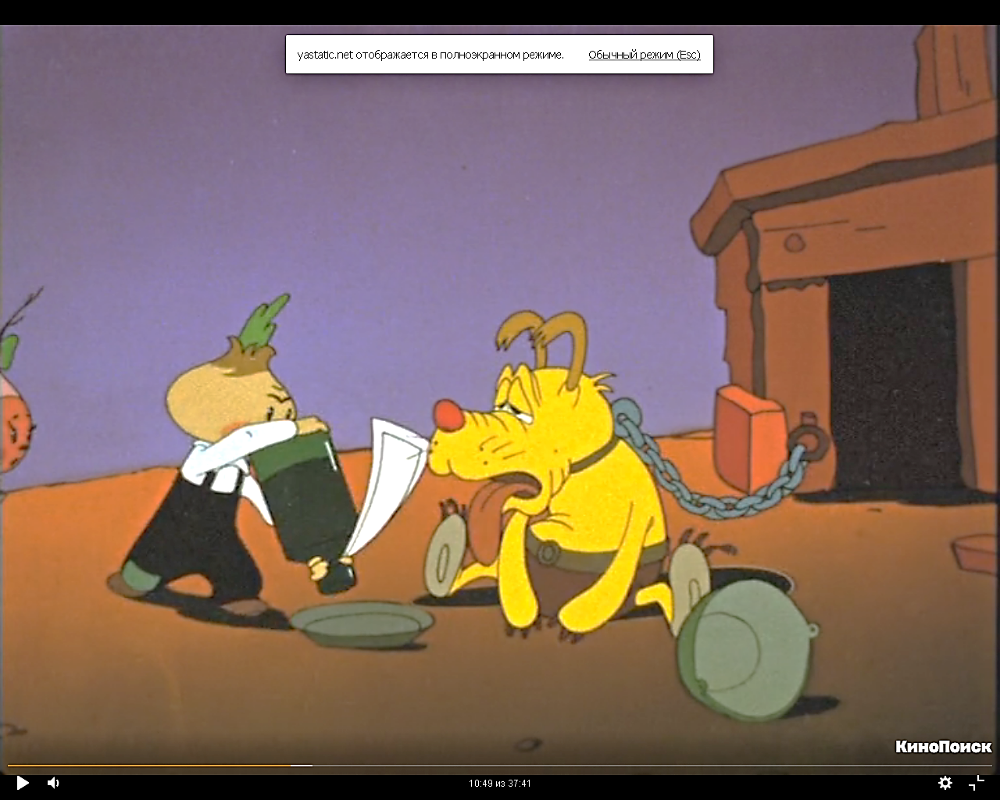 yastatic.net отображается в полноэкранном режиме. Обычный режим (Esc)
КиноПоиск
10:49 из 37:41